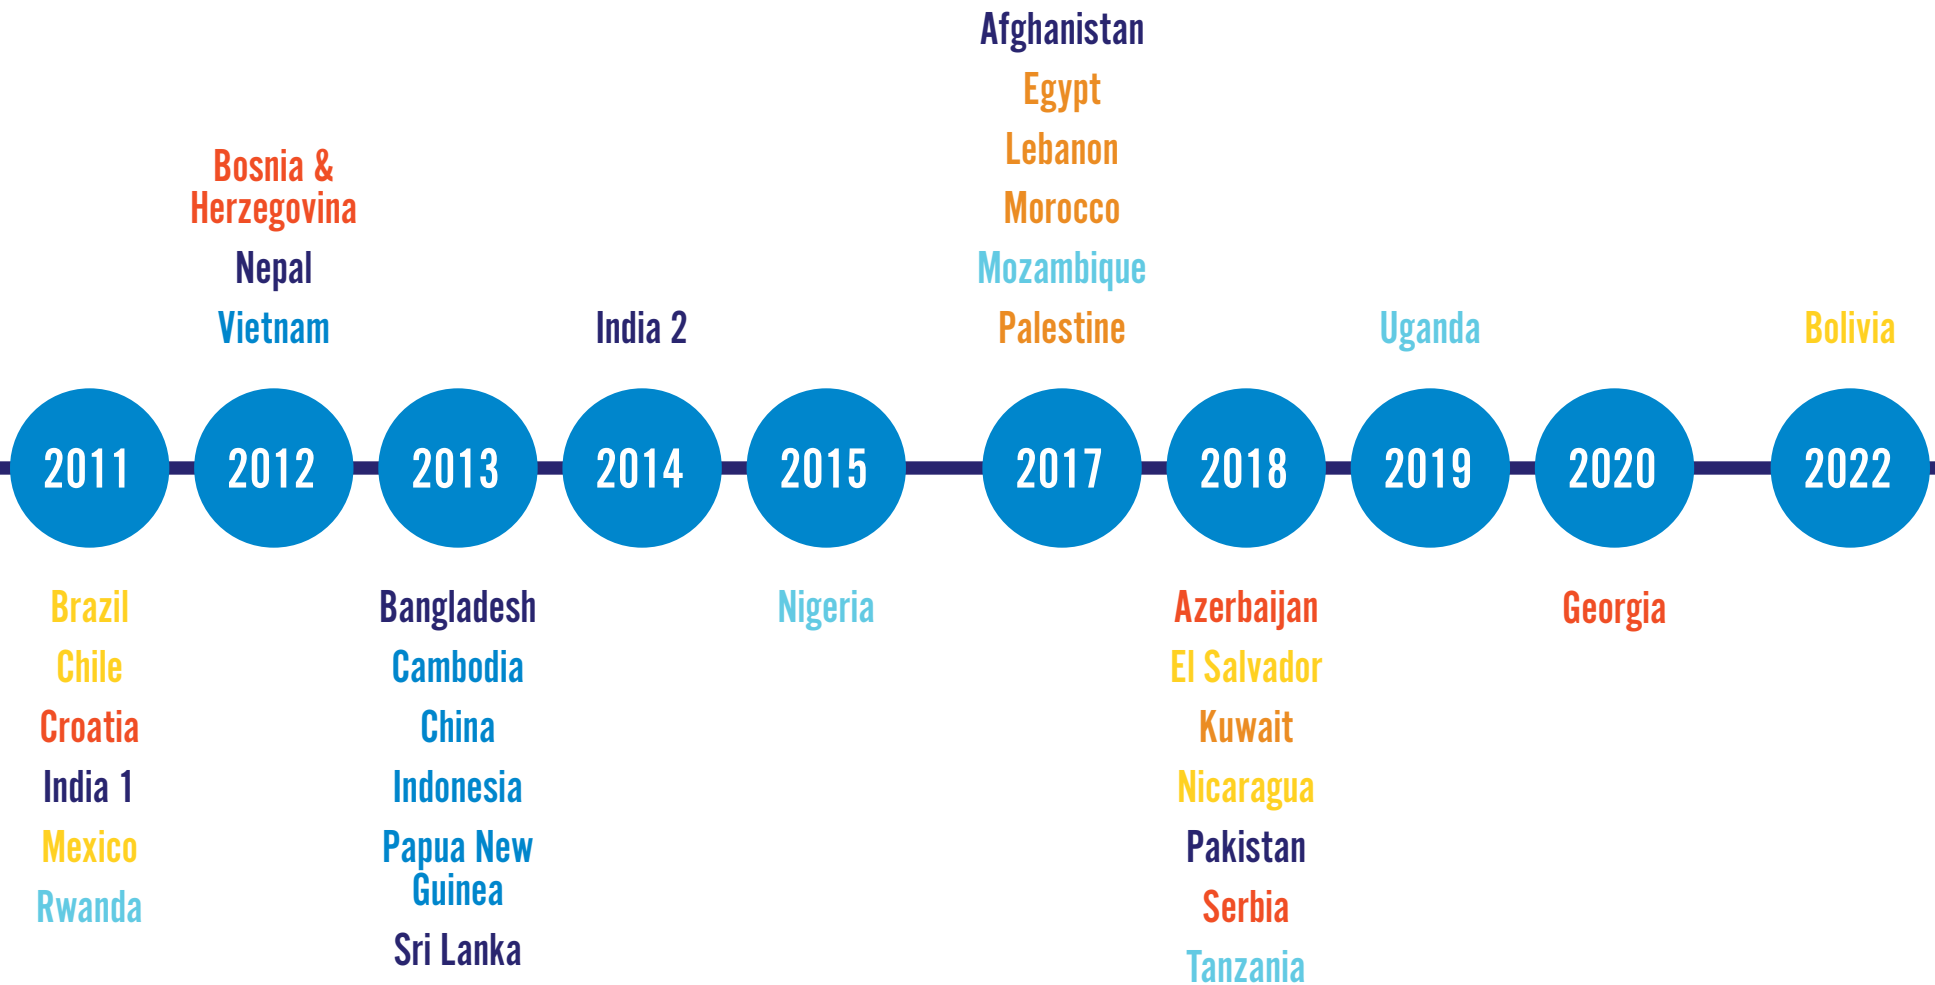 Afghanistan
Egypt
Lebanon
Morocco
Mozambique
Palestine
Bosnia &
Herzegovina
Nepal
Vietnam
India 2
Uganda
Bolivia
2011
2012
2013
2014
2015
2017
2018
2019
2020
2022
Brazil
Chile
Croatia
India 1
Mexico
Rwanda
Bangladesh
Cambodia
China
Indonesia
Papua New
Guinea
Sri Lanka
Nigeria
Azerbaijan
El Salvador
Kuwait
Nicaragua
Pakistan
Serbia
Tanzania
Georgia